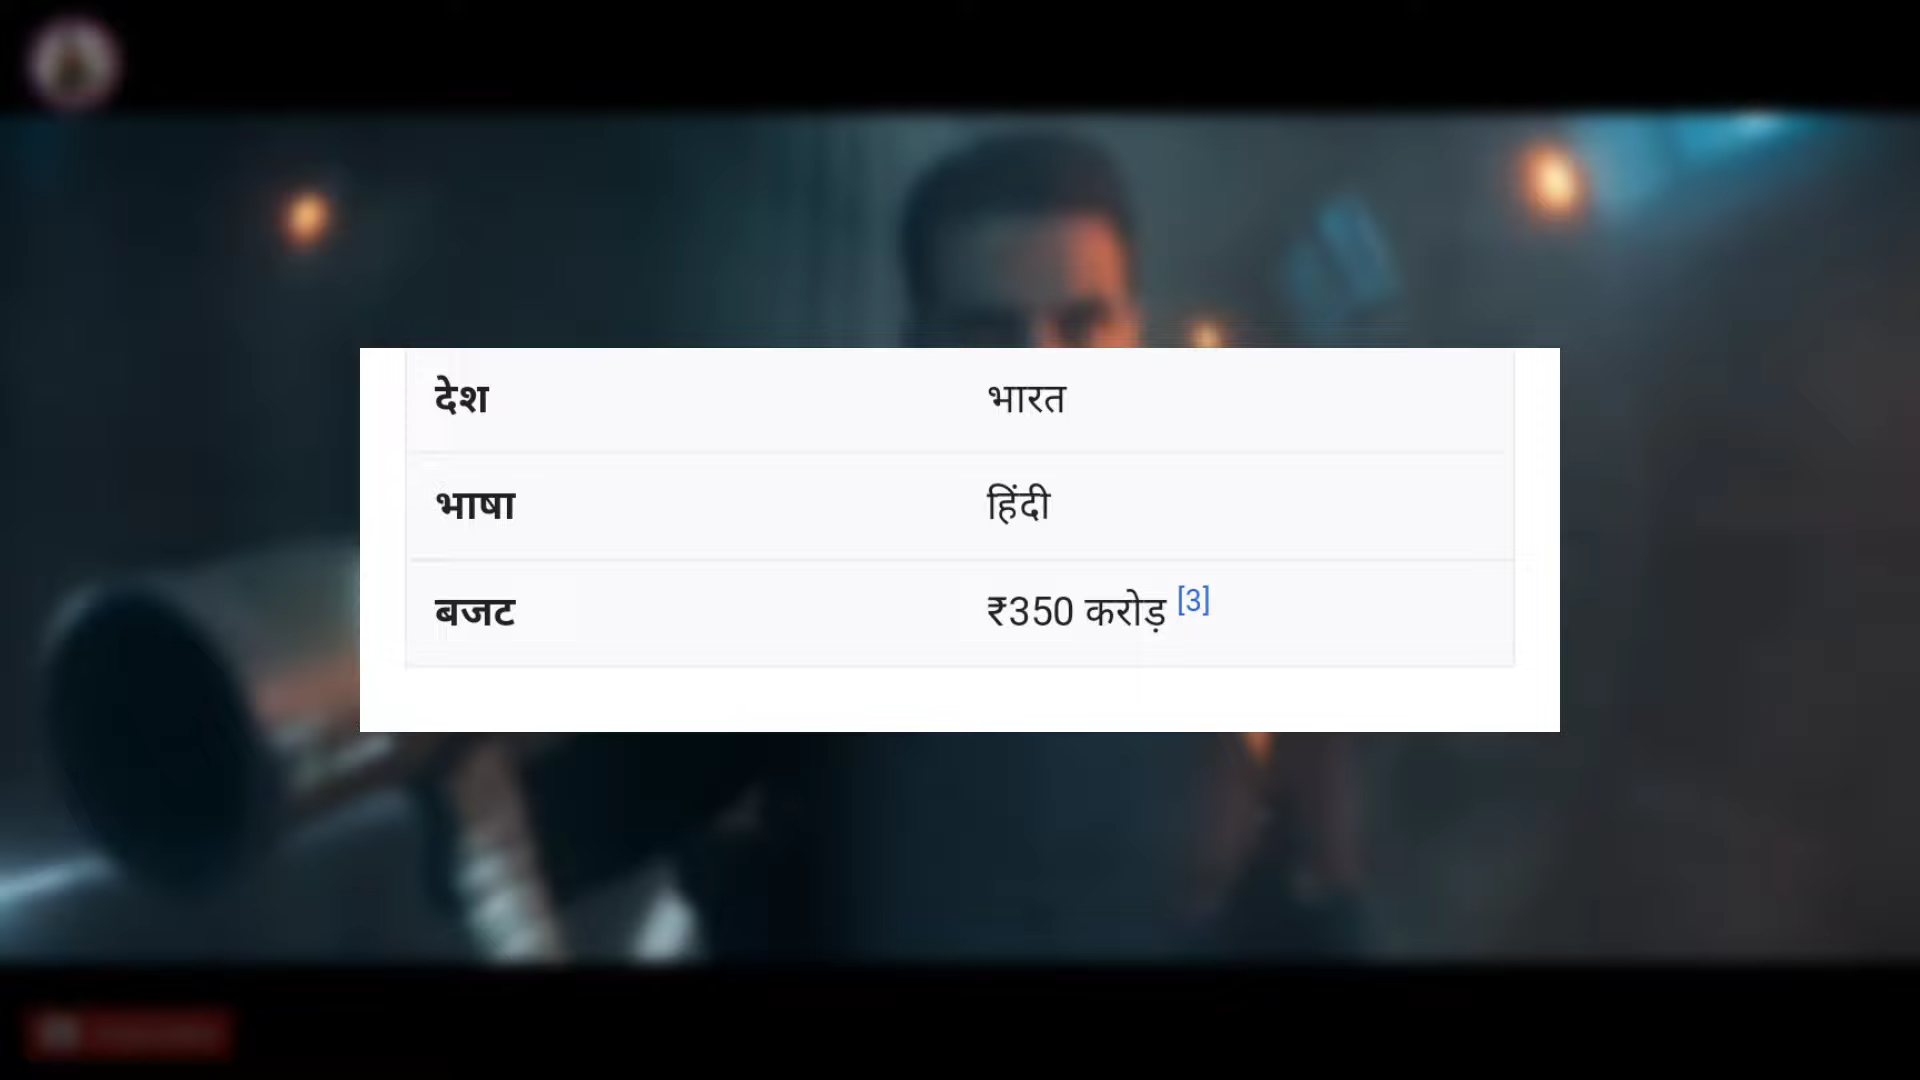 देश भारत
भाषा हिंदी
बजट ₹350 करोड़ [3]